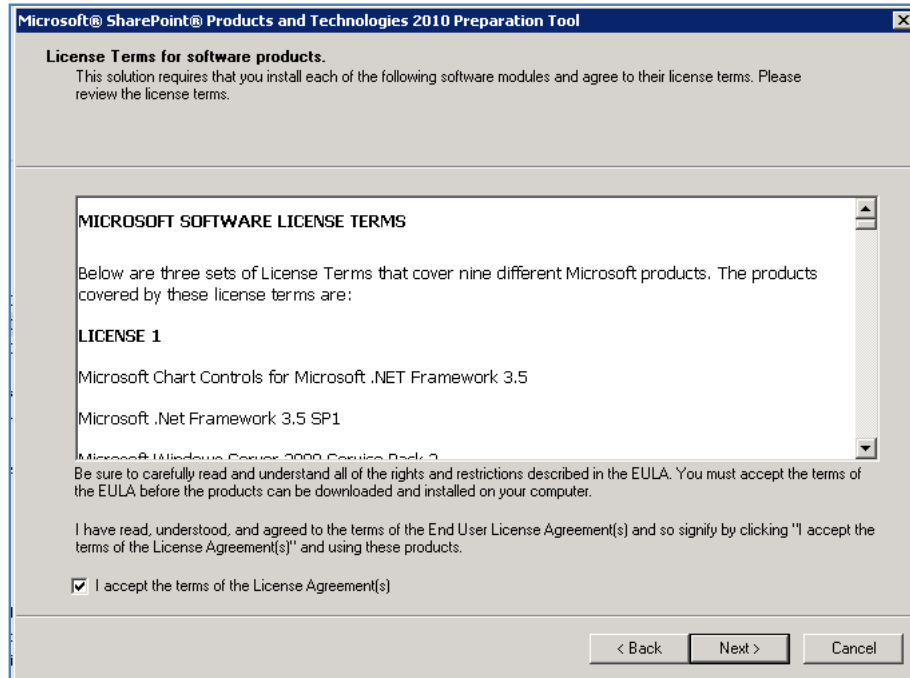 Microsoft® SharePoint® Products and Technologies 2010 Preparation Tool
License Terms for software products.
This solution requires that you install each of the following software modules and agree to their license terms. Please
review the license terms.
MICROSOFT SOFTWARE LICENSE TERMS
Below are three sets of License Terms that cover nine different Microsoft products. The products
covered by these license terms are:
LICENSE 1
Microsoft Chart Controls for Microsoft .NET Framework 3.5
Microsoft .Net Framework 3.5 SP1
Microsoft Windows Server 2008 Service Pack 2
Be sure to carefully read and understand all of the rights and restrictions described in the EULA. You must accept the terms of
the EULA before the products can be downloaded and installed on your computer.
I have read, understood, and agreed to the terms of the End User License Agreement(s) and so signify by clicking "I accept the
terms of the License Agreement(s)" and using these products.
I accept the terms of the License Agreement(s)
< Back
Next >
Cancel